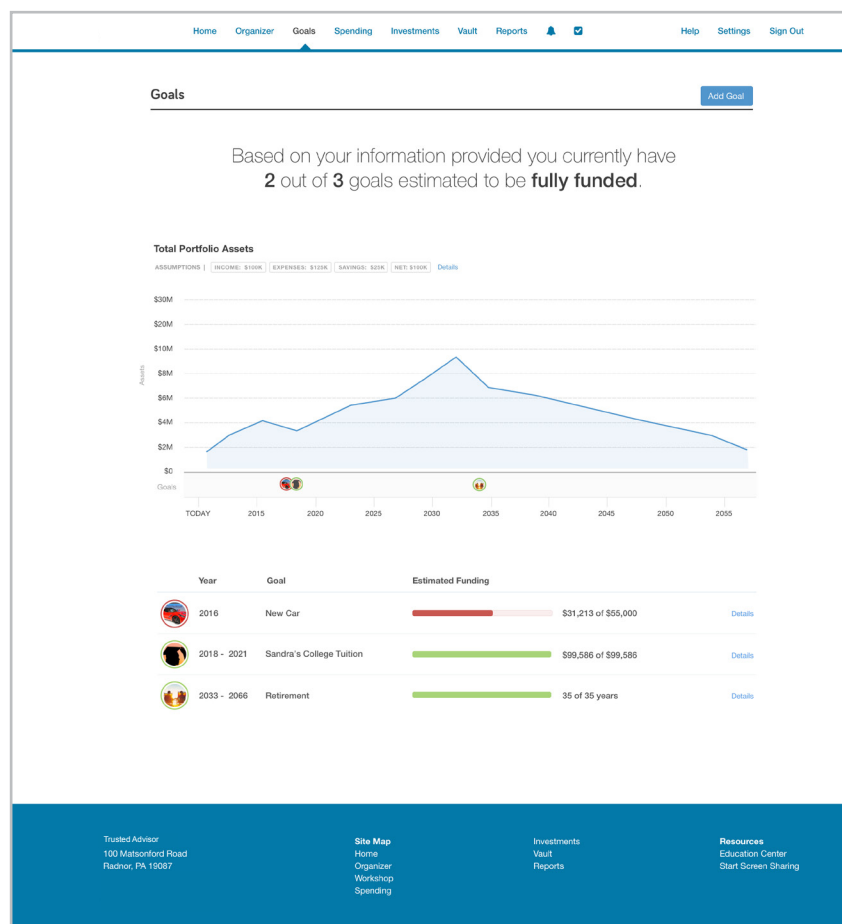 Home Organizer Goals Spending Investments Vault Reports Help Settings Sign Out
Goals Add Goal
Based on your information provided you currently have
2 out of 3 goals estimated to be fully funded.
Total Portfolio Assets
ASSUMPTIONS | INCOME: $100K EXPENSES: $125K SAVINGS: $25K NET: $100K Details
$30M
$20M
$10M
$8M
$6M
$4M
$2M
$0
Assets
Goals
TODAY 2015 2020 2025 2030 2035 2040 2045 2050 2055
Year Goal Estimated Funding
2016 New Car $31,213 of $55,000 Details
2018 - 2021 Sandra's College Tuition $99,586 of $99,586 Details
2033 - 2066 Retirement 35 of 35 years Details
Trusted Advisor
100 Matsonford Road
Radnor, PA 19087
Site Map
Home
Organizer
Workshop
Spending
Investments
Vault
Reports
Resources
Education Center
Start Screen Sharing